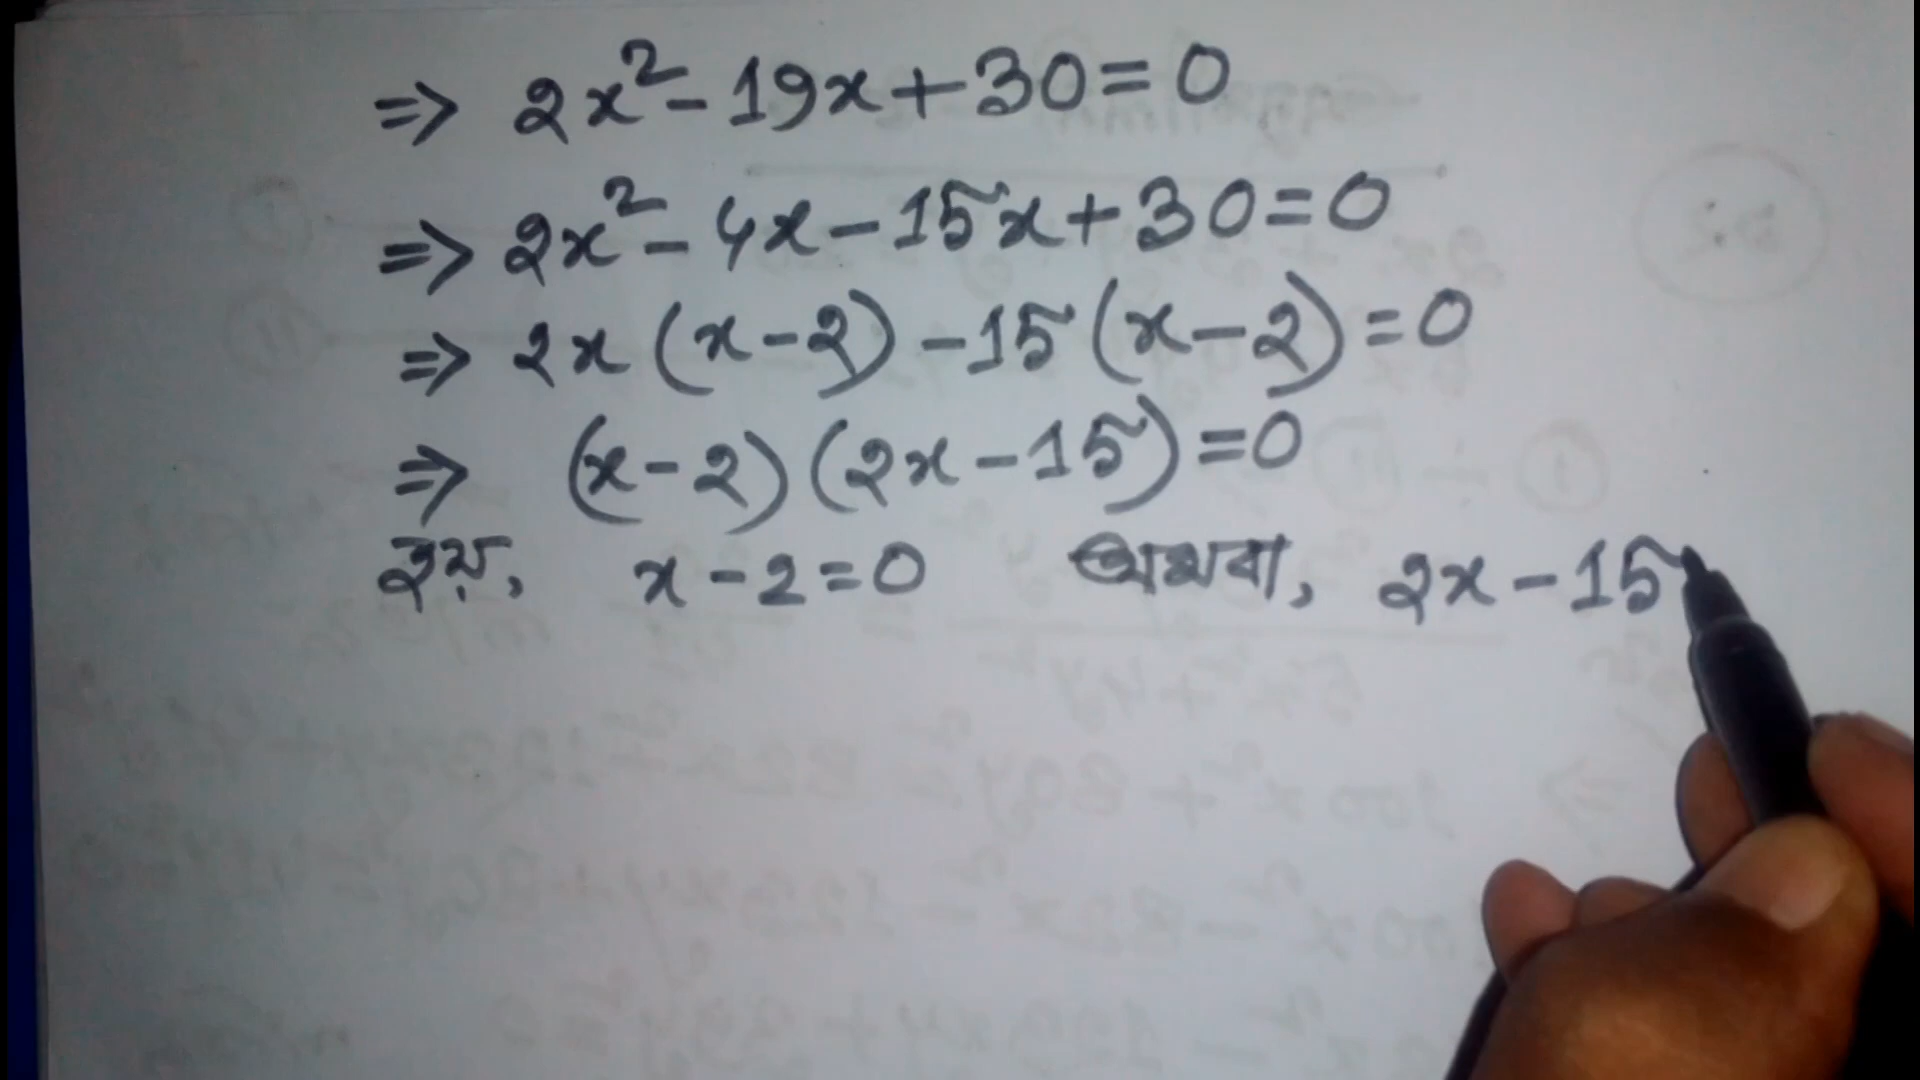 ⇒ 2x² - 19x + 30 = 0
⇒ 2x² - 4x - 15x + 30 = 0
⇒ 2x (x - 2) - 15 (x - 2) = 0
⇒ (x - 2) (2x - 15) = 0
হয়, x - 2 = 0 অথবা, 2x - 15